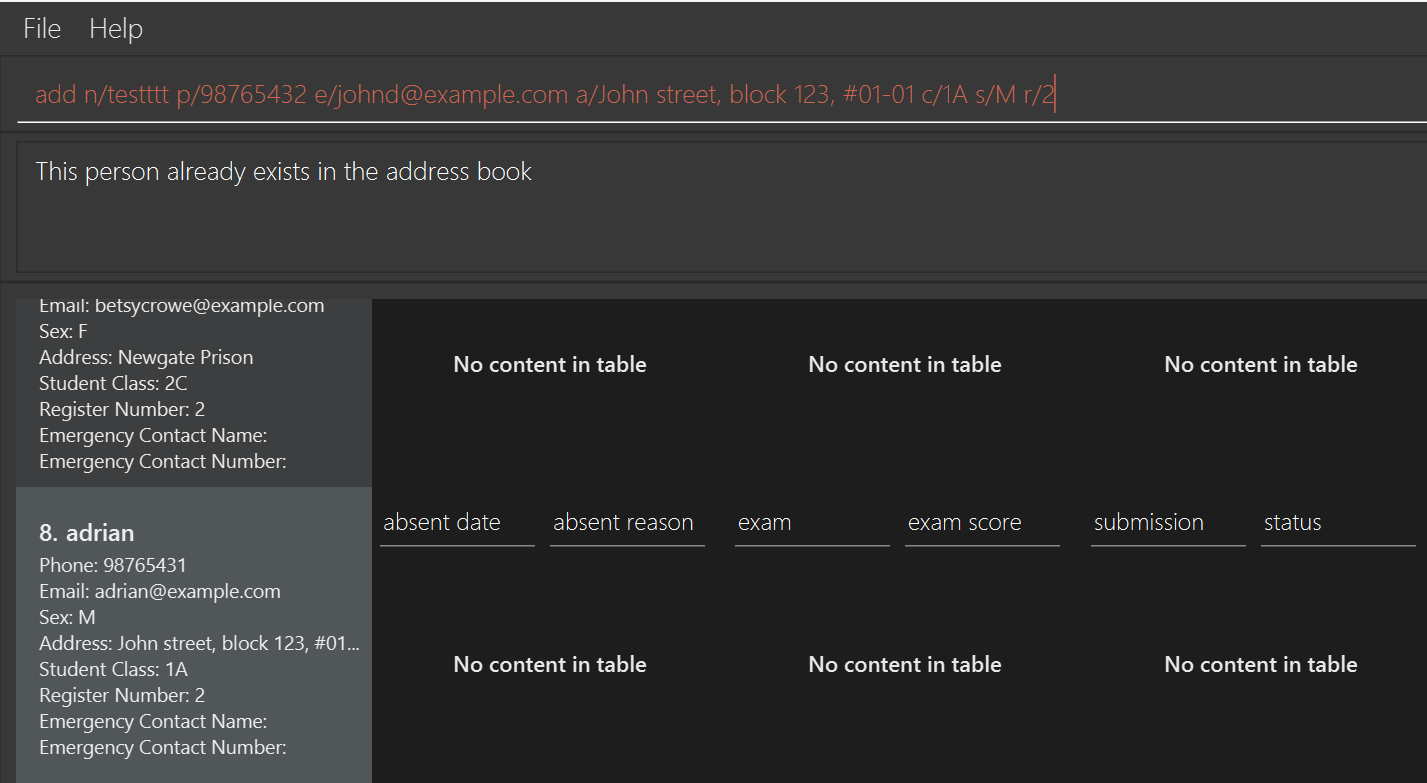 File Help
add n/testttt p/98765432 e/johnd@example.com a/John street, block 123, #01-01 c/1A s/M r/2
This person already exists in the address book
Email: betsycrowe@example.com
Sex: F
Address: Newgate Prison
Student Class: 2C
Register Number: 2
Emergency Contact Name:
Emergency Contact Number:
No content in table No content in table No content in table
8. adrian
Phone: 98765431
Email: adrian@example.com
Sex: M
Address: John street, block 123, #01...
Student Class: 1A
Register Number: 2
Emergency Contact Name:
Emergency Contact Number:
absent date absent reason exam exam score submission status
No content in table No content in table No content in table